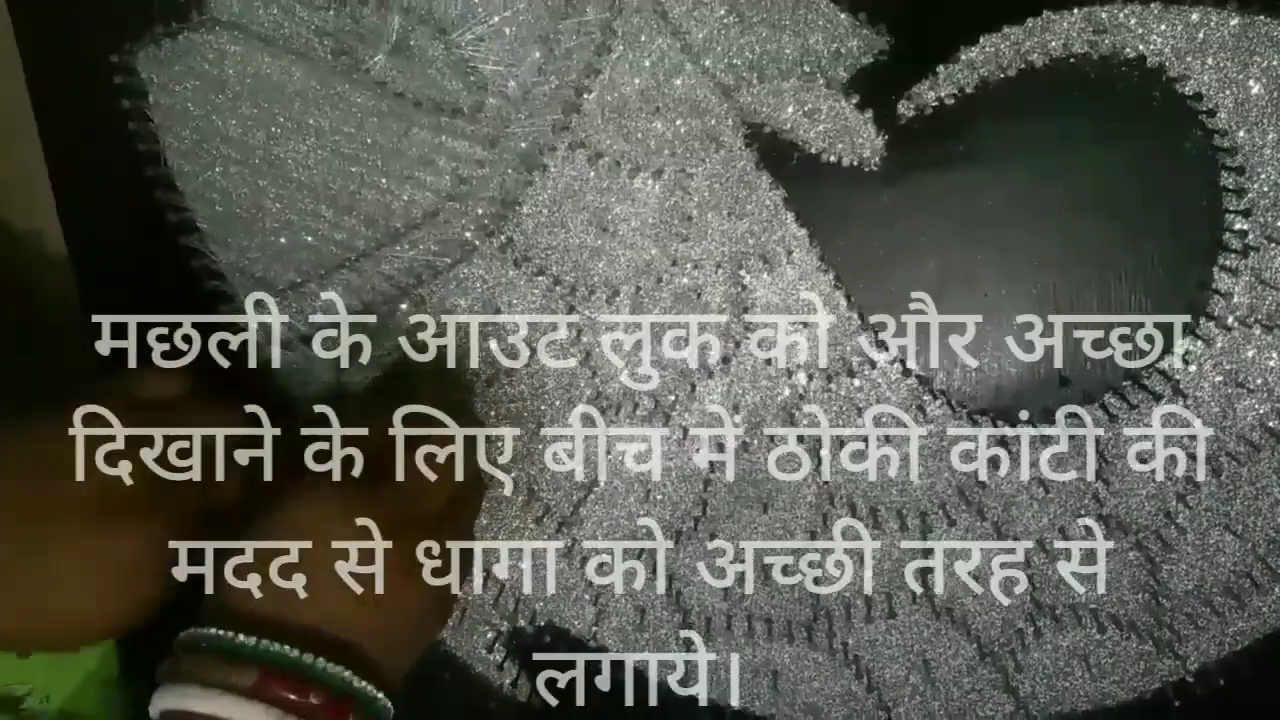 मछली के आउट लुक को और अच्छा
दिखाने के लिए बीच में ठोकी कांटी की
मदद से धागा को अच्छी तरह से
लगाये।